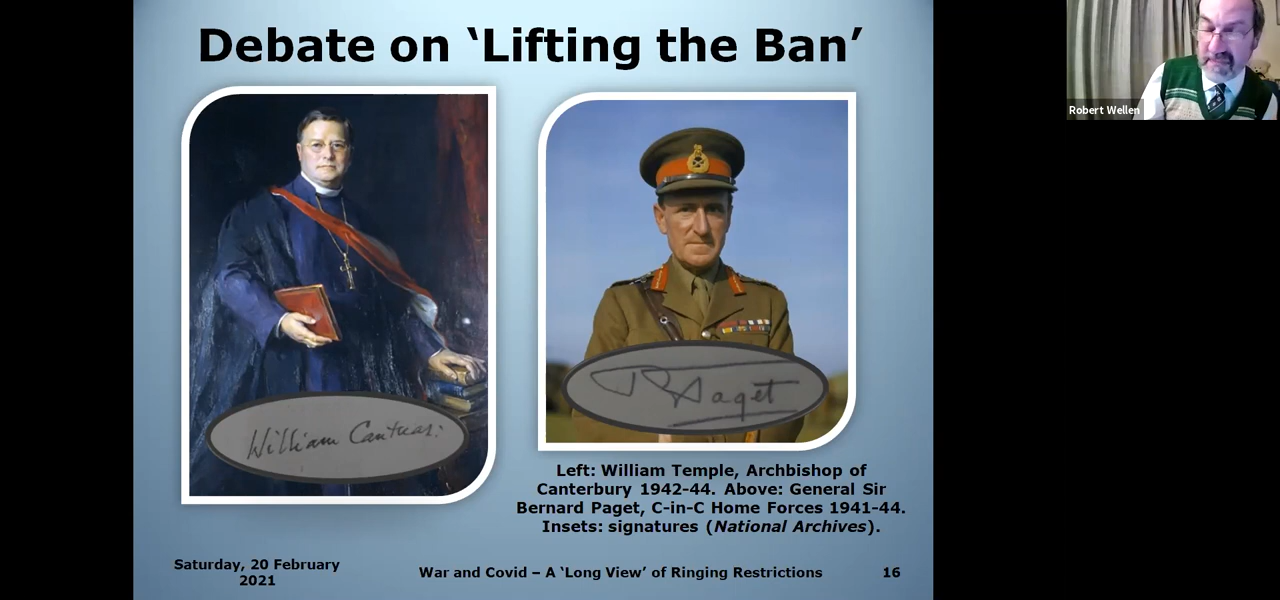 Debate on ‘Lifting the Ban’
Robert Wellen
William Cantuar:
B Paget
Left: William Temple, Archbishop of
Canterbury 1942-44. Above: General Sir
Bernard Paget, C-in-C Home Forces 1941-44.
Insets: signatures (National Archives).
Saturday, 20 February
2021
War and Covid – A ‘Long View’ of Ringing Restrictions
16